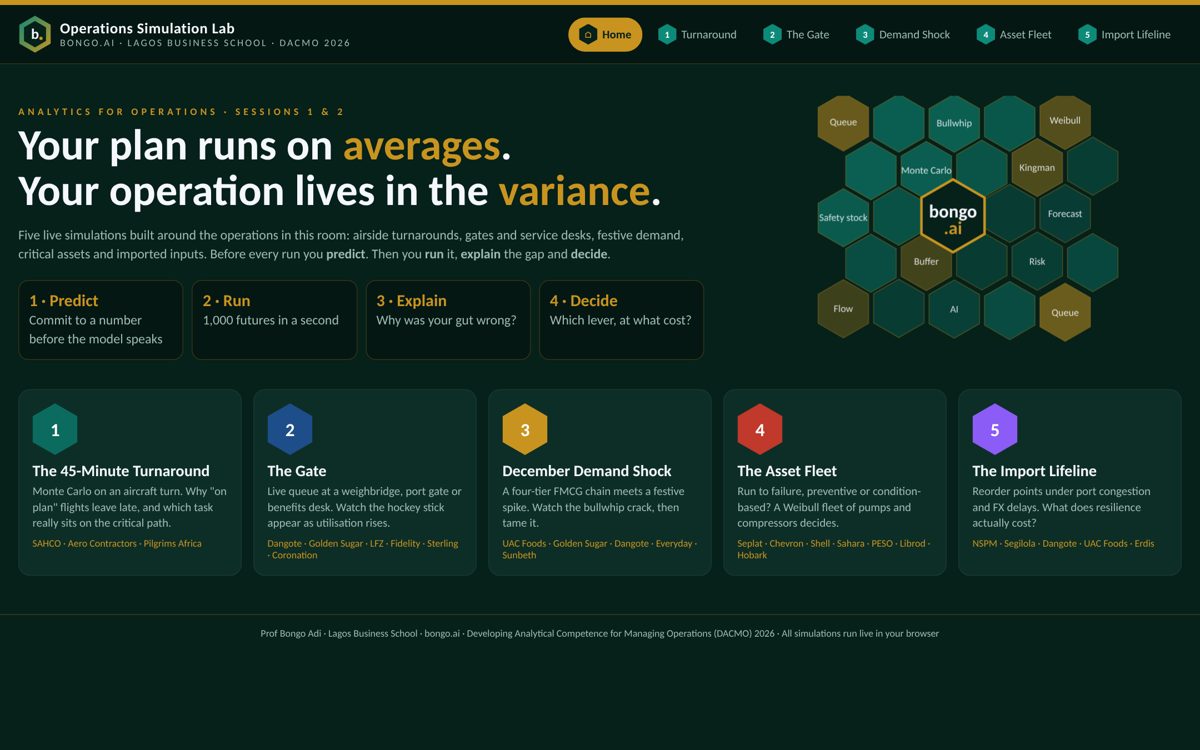 b.
Operations Simulation Lab
BONGO.AI · LAGOS BUSINESS SCHOOL · DACMO 2026
Home
1 Turnaround
2 The Gate
3 Demand Shock
4 Asset Fleet
5 Import Lifeline
ANALYTICS FOR OPERATIONS · SESSIONS 1 & 2
Your plan runs on averages.
Your operation lives in the variance.
Five live simulations built around the operations in this room: airside turnarounds, gates and service desks, festive demand,
critical assets and imported inputs. Before every run you predict. Then you run it, explain the gap and decide.
1 · Predict
Commit to a number
before the model speaks
2 · Run
1,000 futures in a second
3 · Explain
Why was your gut wrong?
4 · Decide
Which lever, at what cost?
Queue
Bullwhip
Weibull
Monte Carlo
Kingman
Safety stock
bongo
.ai
Forecast
Buffer
Risk
Flow
AI
Queue
1
The 45-Minute Turnaround
Monte Carlo on an aircraft turn. Why "on
plan" flights leave late, and which task
really sits on the critical path.
SAHCO · Aero Contractors · Pilgrims Africa
2
The Gate
Live queue at a weighbridge, port gate or
benefits desk. Watch the hockey stick
appear as utilisation rises.
Dangote · Golden Sugar · LFZ · Fidelity · Sterling
· Coronation
3
December Demand Shock
A four-tier FMCG chain meets a festive
spike. Watch the bullwhip crack, then
tame it.
UAC Foods · Golden Sugar · Dangote · Everyday ·
Sunbeth
4
The Asset Fleet
Run to failure, preventive or condition-
based? A Weibull fleet of pumps and
compressors decides.
Seplat · Chevron · Shell · Sahara · PESO · Librod ·
Hobark
5
The Import Lifeline
Reorder points under port congestion
and FX delays. What does resilience
actually cost?
NSPM · Segilola · Dangote · UAC Foods · Erdis
Prof Bongo Adi · Lagos Business School · bongo.ai · Developing Analytical Competence for Managing Operations (DACMO) 2026 · All simulations run live in your browser